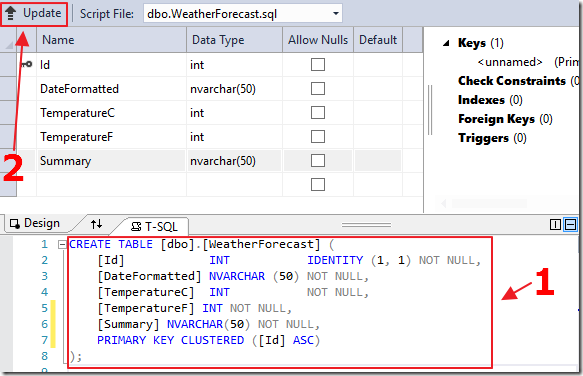 Update Script File: dbo.WeatherForecast.sql
Name Data Type Allow Nulls Default
Id int
DateFormatted nvarchar(50)
TemperatureC int
TemperatureF int
Summary nvarchar(50)
2
Keys (1)
<unnamed> (Prim
Check Constraints (0)
Indexes (0)
Foreign Keys (0)
Triggers (0)
Design T-SQL
1 CREATE TABLE [dbo].[WeatherForecast] (
2 [Id] INT IDENTITY (1, 1) NOT NULL,
3 [DateFormatted] NVARCHAR (50) NOT NULL,
4 [TemperatureC] INT NOT NULL,
5 [TemperatureF] INT NOT NULL,
6 [Summary] NVARCHAR(50) NOT NULL,
7 PRIMARY KEY CLUSTERED ([Id] ASC)
8 );
1